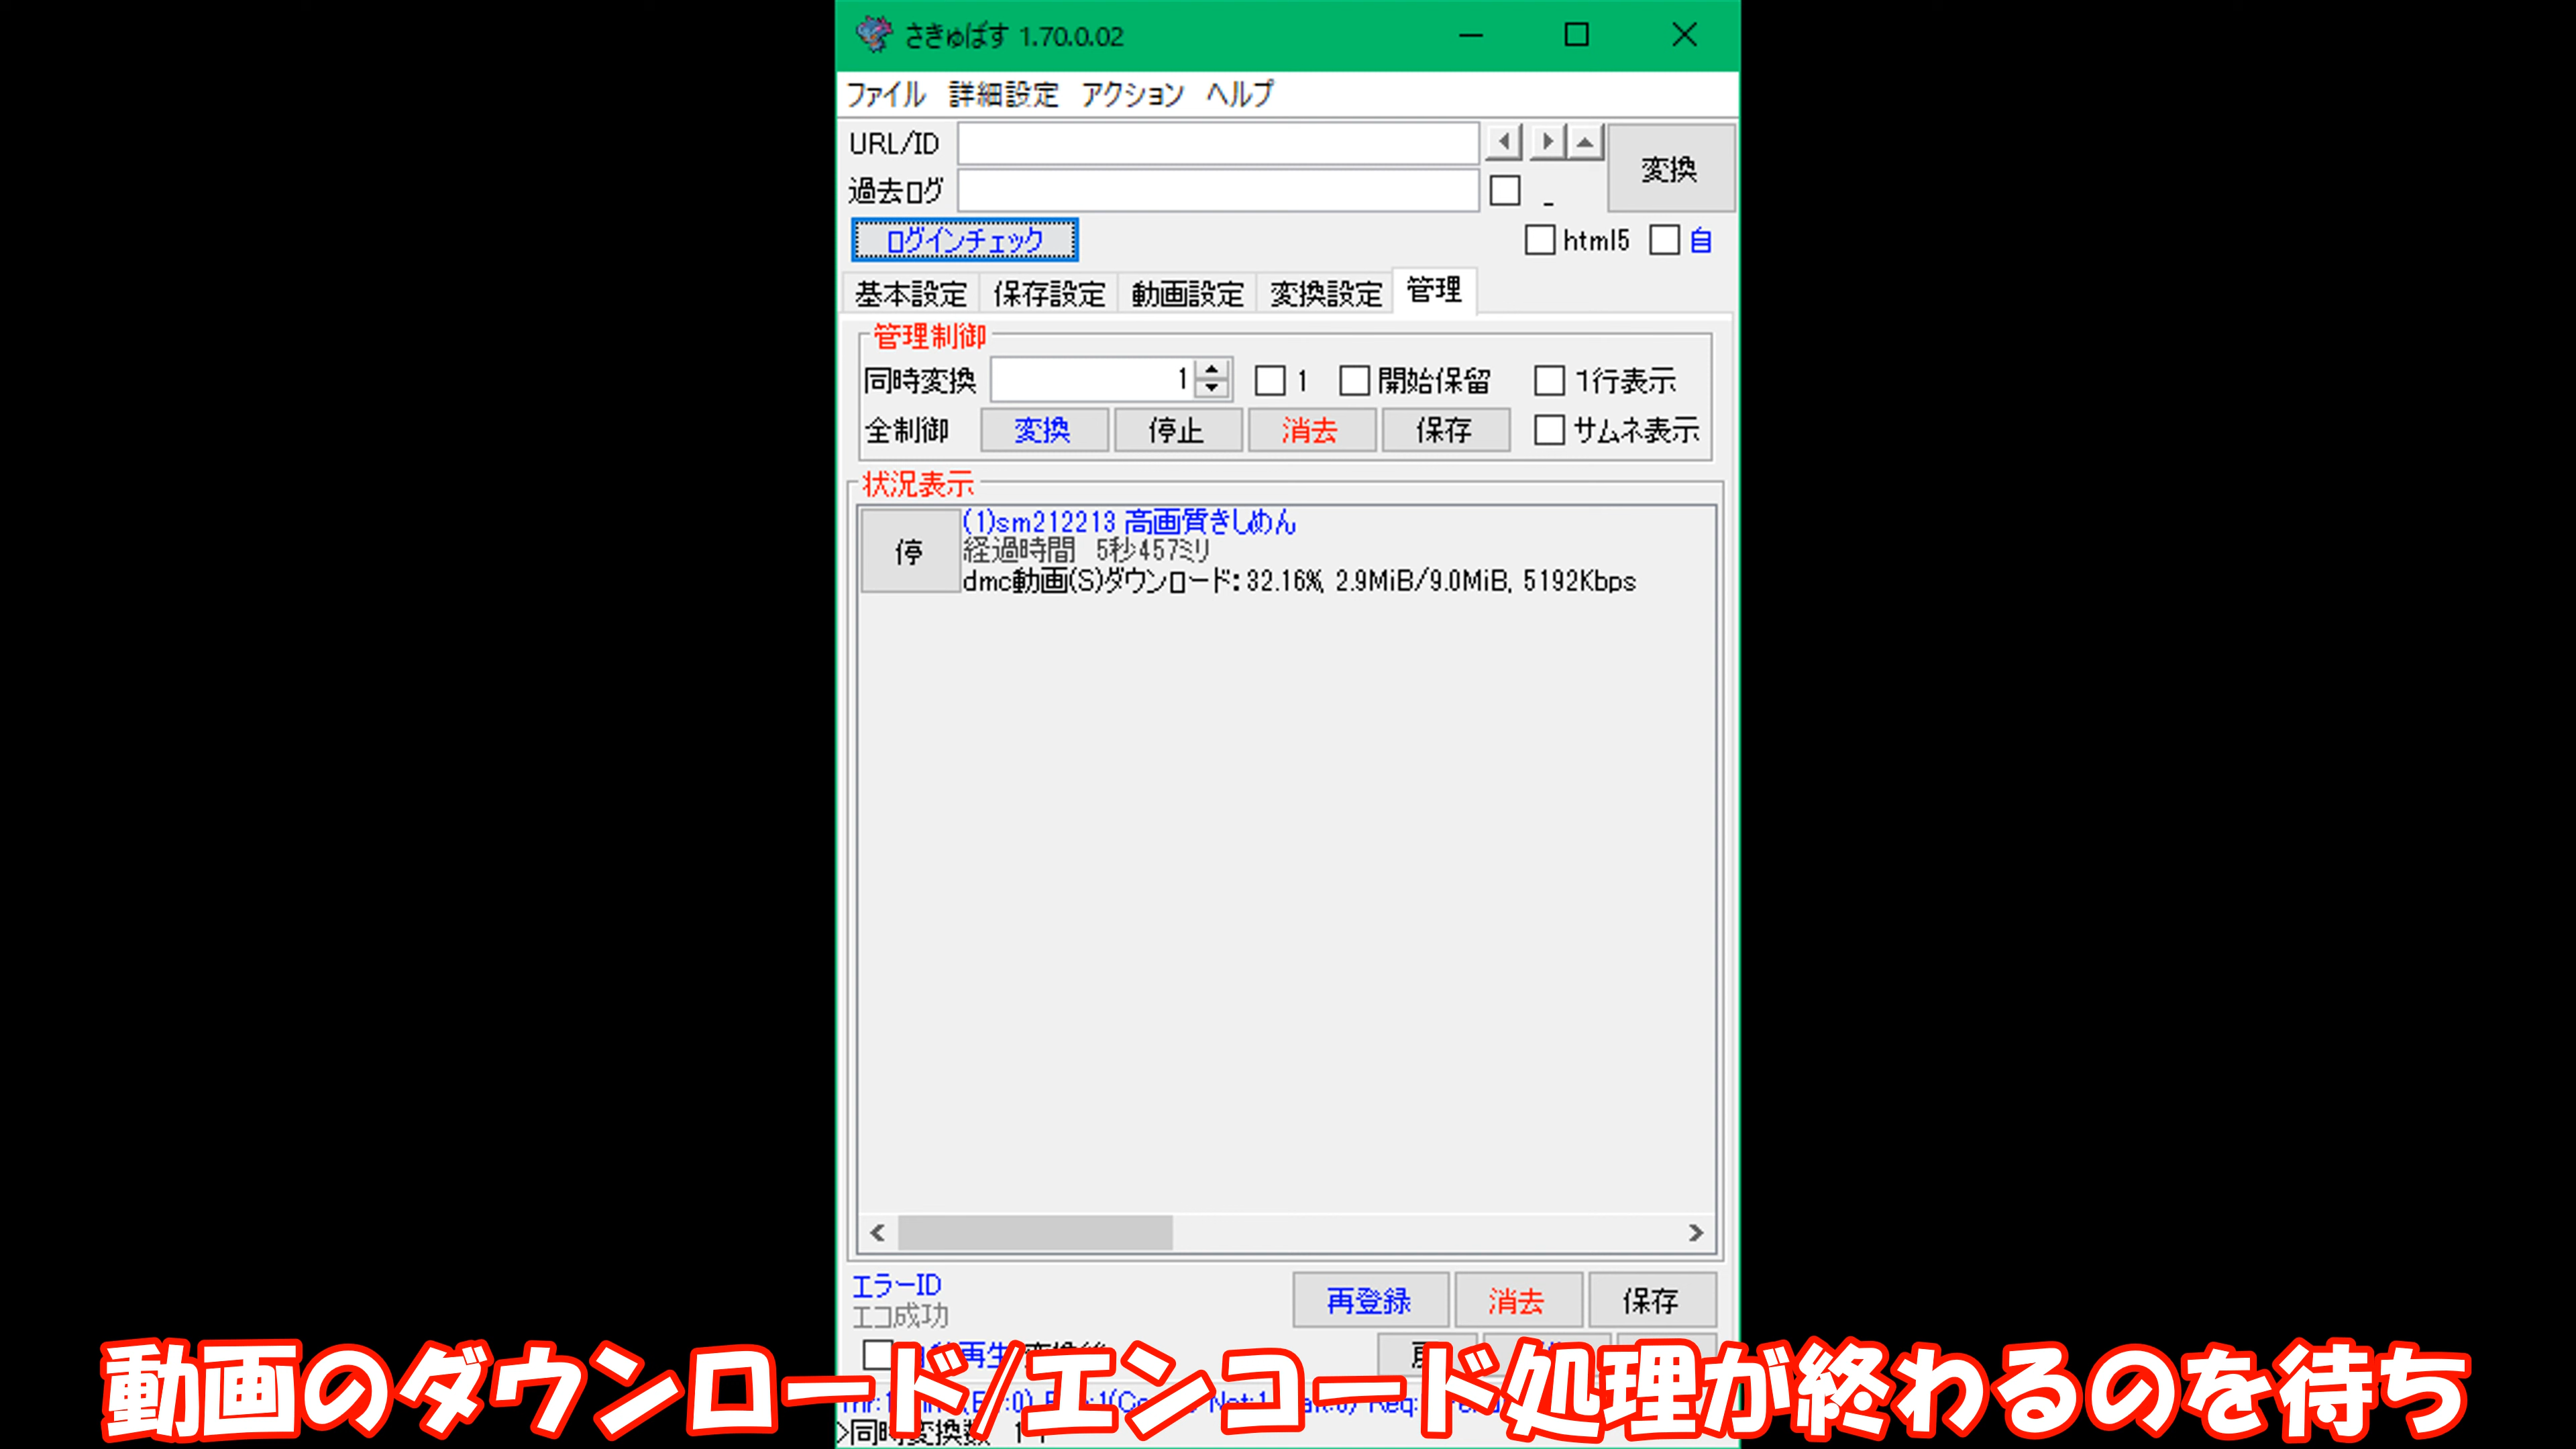 さきゅばす 1.70.0.02
ファイル 詳細設定 アクション ヘルプ
URL/ID
変換
過去ログ
_
ログインチェック
html5 自
基本設定 保存設定 動画設定 変換設定 管理
管理制御
同時変換 1 1 開始保留 1行表示
全制御 変換 停止 消去 保存 サムネ表示
状況表示
停
(1)sm212213 高画質きしめん
経過時間 5秒457ミリ
dmc動画(S)ダウンロード: 32.16%, 2.9MiB/9.0MiB, 5192Kbps
エラーID
エコ成功
再登録 消去 保存
再生
動画のダウンロード/エンコード処理が終わるのを待ち
>同時変換数